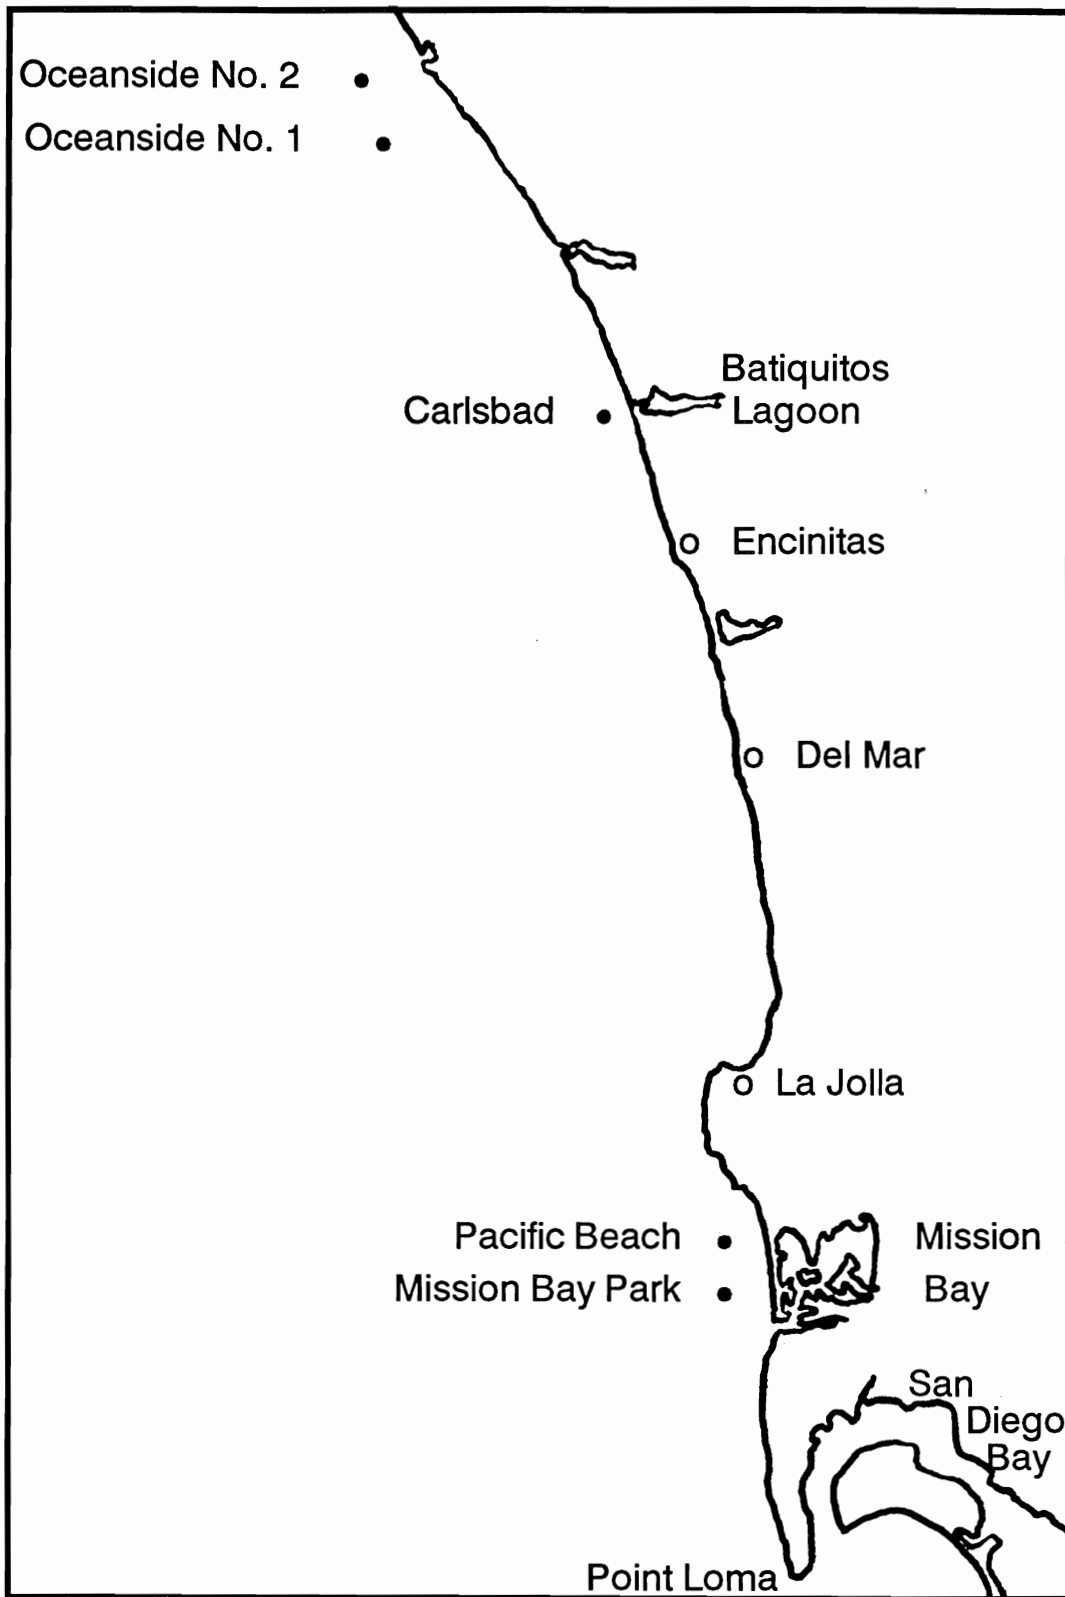 Oceanside No. 2
Oceanside No. 1
Batiquitos
Carlsbad
Lagoon
Encinitas
Del Mar
La Jolla
Pacific Beach
Mission
Mission Bay Park
Bay
San
Diego
Bay
Point Loma